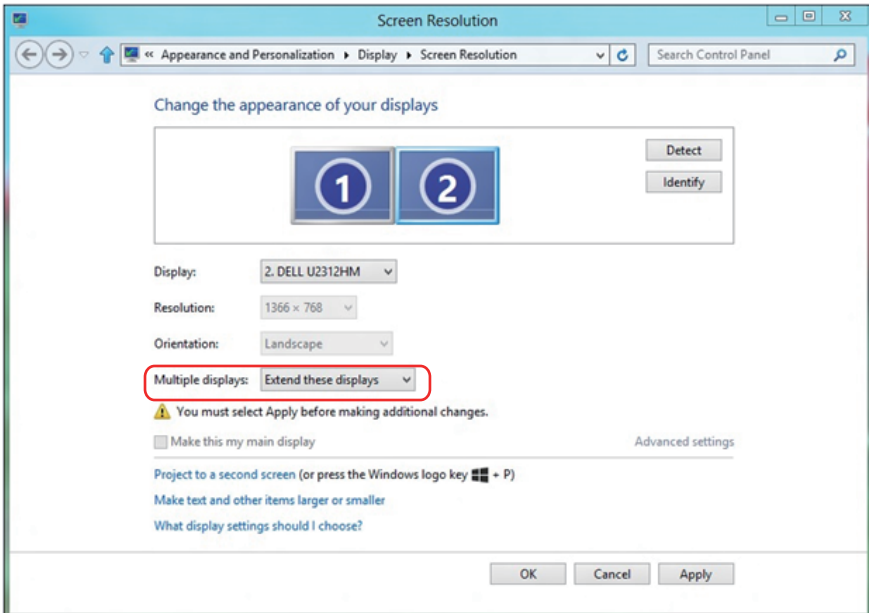 Screen Resolution
« Appearance and Personalization ▸ Display ▸ Screen Resolution
Search Control Panel
Change the appearance of your displays
1
2
Detect
Identify
Display: 2. DELL U2312HM
Resolution: 1366 × 768
Orientation: Landscape
Multiple displays: Extend these displays
You must select Apply before making additional changes.
Make this my main display
Advanced settings
Project to a second screen (or press the Windows logo key + P)
Make text and other items larger or smaller
What display settings should I choose?
OK
Cancel
Apply